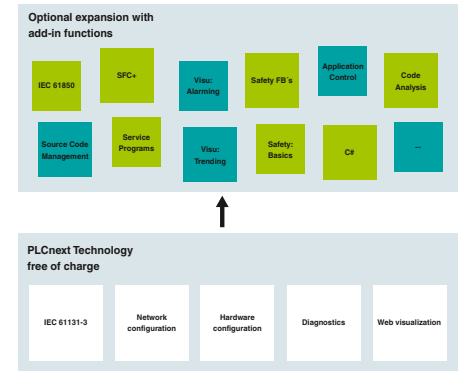 Optional expansion with
add-in functions
IEC 61850
SFC+
Visu:
Alarming
Safety FB´s
Application
Control
Code
Analysis
Source Code
Management
Service
Programs
Visu:
Trending
Safety:
Basics
C#
...
PLCnext Technology
free of charge
IEC 61131-3
Network
configuration
Hardware
configuration
Diagnostics
Web visualization